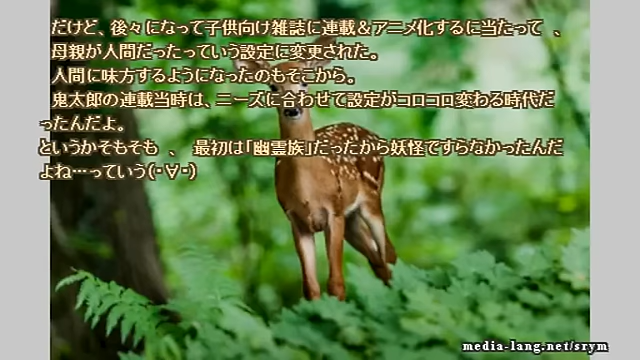 だけど、後々になって子供向け雑誌に連載&アニメ化するに当たって 、
母親が人間だったっていう設定に変更された。
人間に味方するようになったのもそこから。
鬼太郎の連載当時は、ニーズに合わせて設定がコロコロ変わる時代だ
ったんだよ。
というかそもそも 、 最初は「幽霊族」だったから妖怪ですらなかったんだ
よね…っていう(・∀・)
media-lang.net/srym